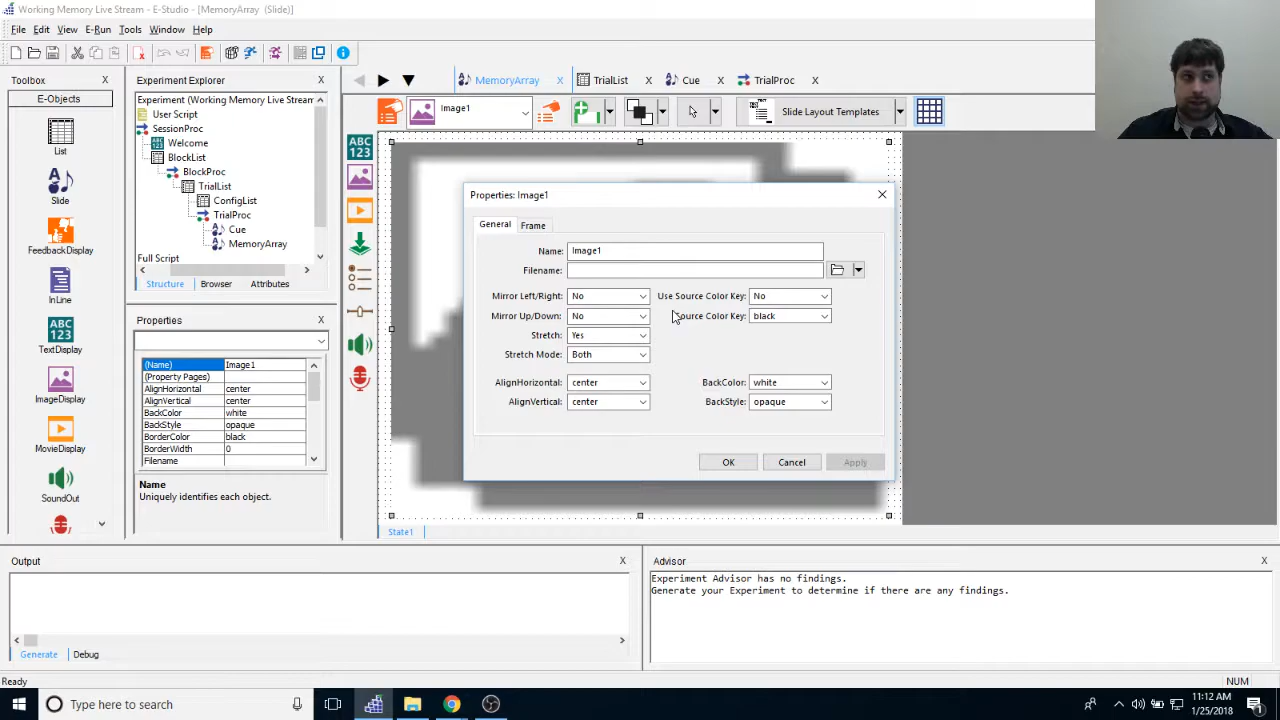 Working Memory Live Stream - E-Studio - [MemoryArray (Slide)]
File Edit View E-Run Tools Window Help
Toolbox X
E-Objects
List
Slide
FeedbackDisplay
InLine
ABC
123
TextDisplay
ImageDisplay
MovieDisplay
SoundOut
Experiment Explorer X
Experiment (Working Memory Live Stream
User Script
SessionProc
Welcome
BlockList
BlockProc
TrialList
ConfigList
TrialProc
Cue
MemoryArray
Full Script
Structure Browser Attributes
Properties X
(Name) Image1
(Property Pages)
AlignHorizontal center
AlignVertical center
BackColor white
BackStyle opaque
BorderColor black
BorderWidth 0
Filename
Name
Uniquely identifies each object.
MemoryArray X TrialList X Cue X TrialProc X
Image1 Slide Layout Templates
ABC
123
Properties: Image1
General Frame
Name: Image1
Filename:
Mirror Left/Right: No Use Source Color Key: No
Mirror Up/Down: No Source Color Key: black
Stretch: Yes
Stretch Mode: Both
AlignHorizontal: center BackColor: white
AlignVertical: center BackStyle: opaque
OK Cancel Apply
State1
Output X
Generate Debug
Advisor X
Experiment Advisor has no findings.
Generate your Experiment to determine if there are any findings.
Ready NUM
Type here to search
11:12 AM
1/25/2018
1